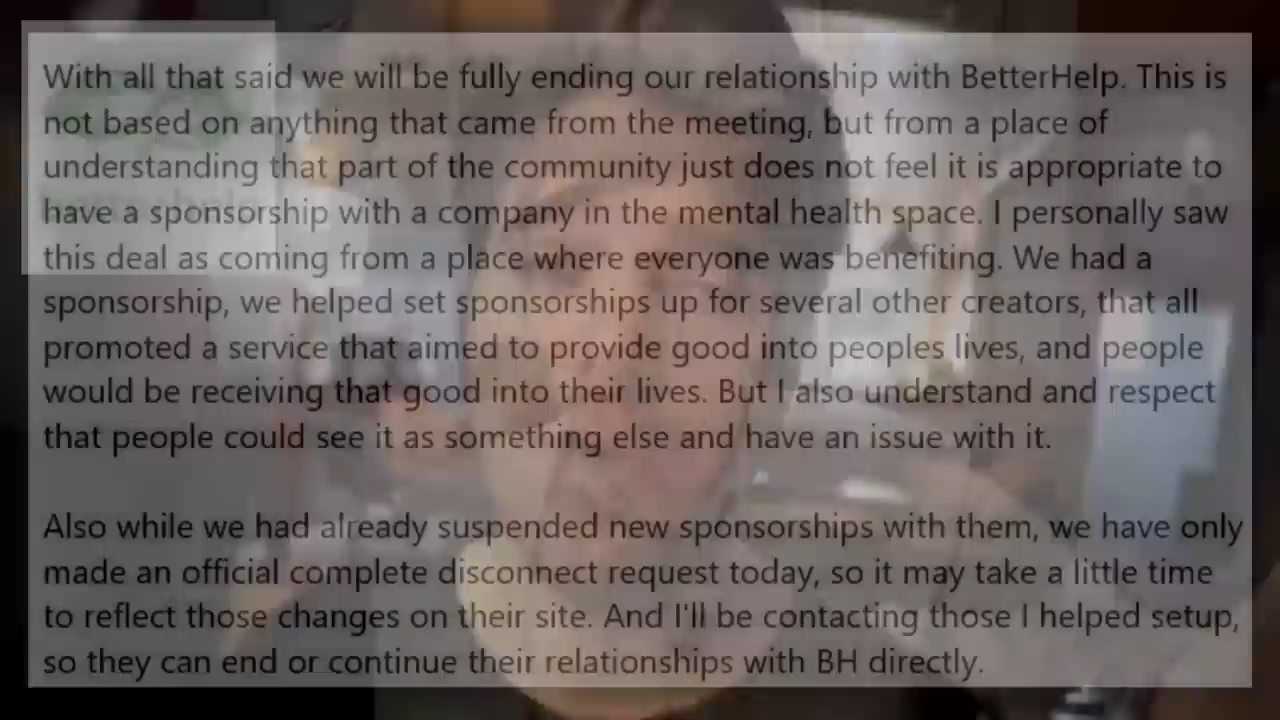 With all that said we will be fully ending our relationship with BetterHelp. This is
not based on anything that came from the meeting, but from a place of
understanding that part of the community just does not feel it is appropriate to
have a sponsorship with a company in the mental health space. I personally saw
this deal as coming from a place where everyone was benefiting. We had a
sponsorship, we helped set sponsorships up for several other creators, that all
promoted a service that aimed to provide good into peoples lives, and people
would be receiving that good into their lives. But I also understand and respect
that people could see it as something else and have an issue with it.
Also while we had already suspended new sponsorships with them, we have only
made an official complete disconnect request today, so it may take a little time
to reflect those changes on their site. And I'll be contacting those I helped setup,
so they can end or continue their relationships with BH directly.